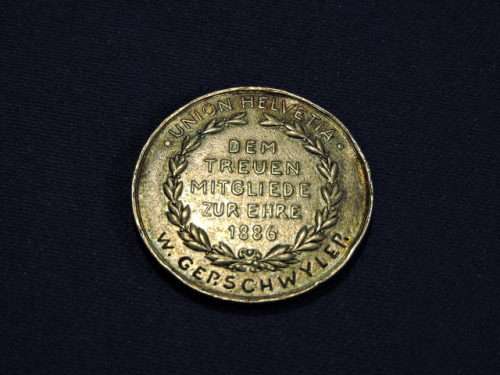 · UNION HELVETIA ·
DEM
TREUEN
MITGLIEDE
ZUR EHRE
1886
W. GERSCHWYLER.